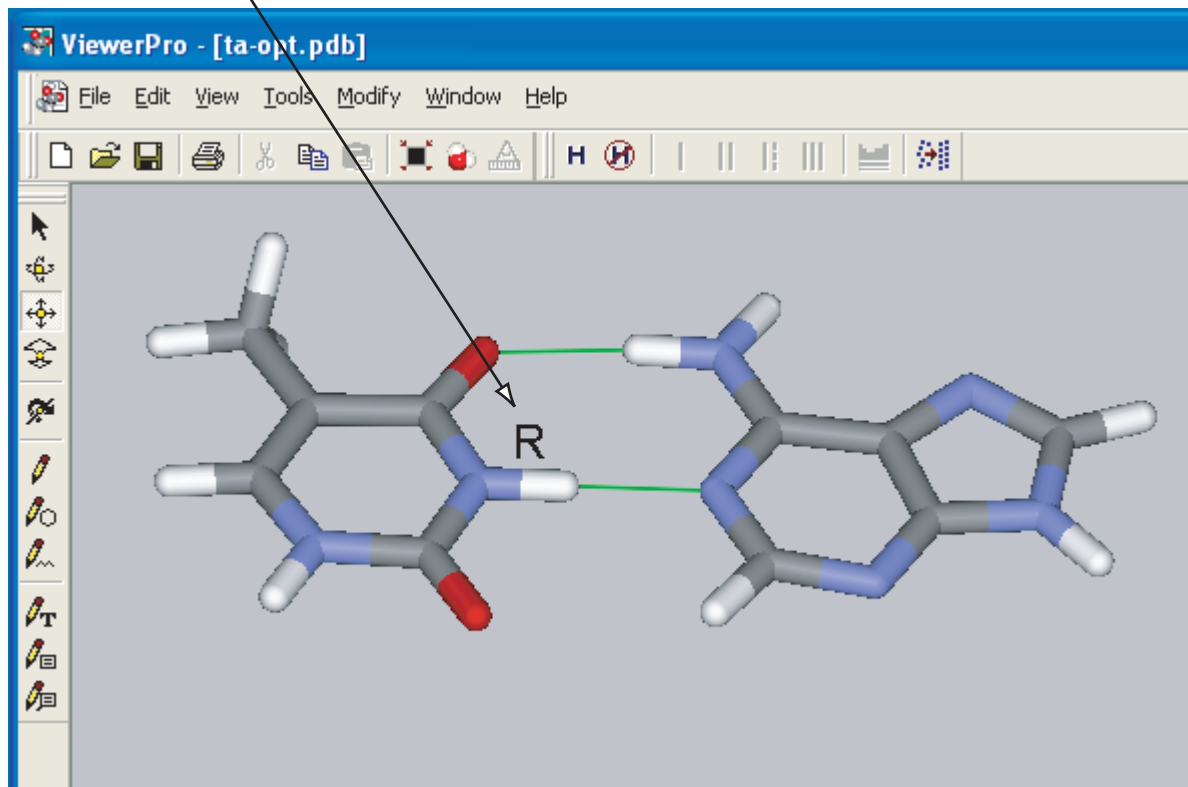 ViewerPro - [ta-opt.pdb]
File Edit View Tools Modify Window Help
H H
T
R